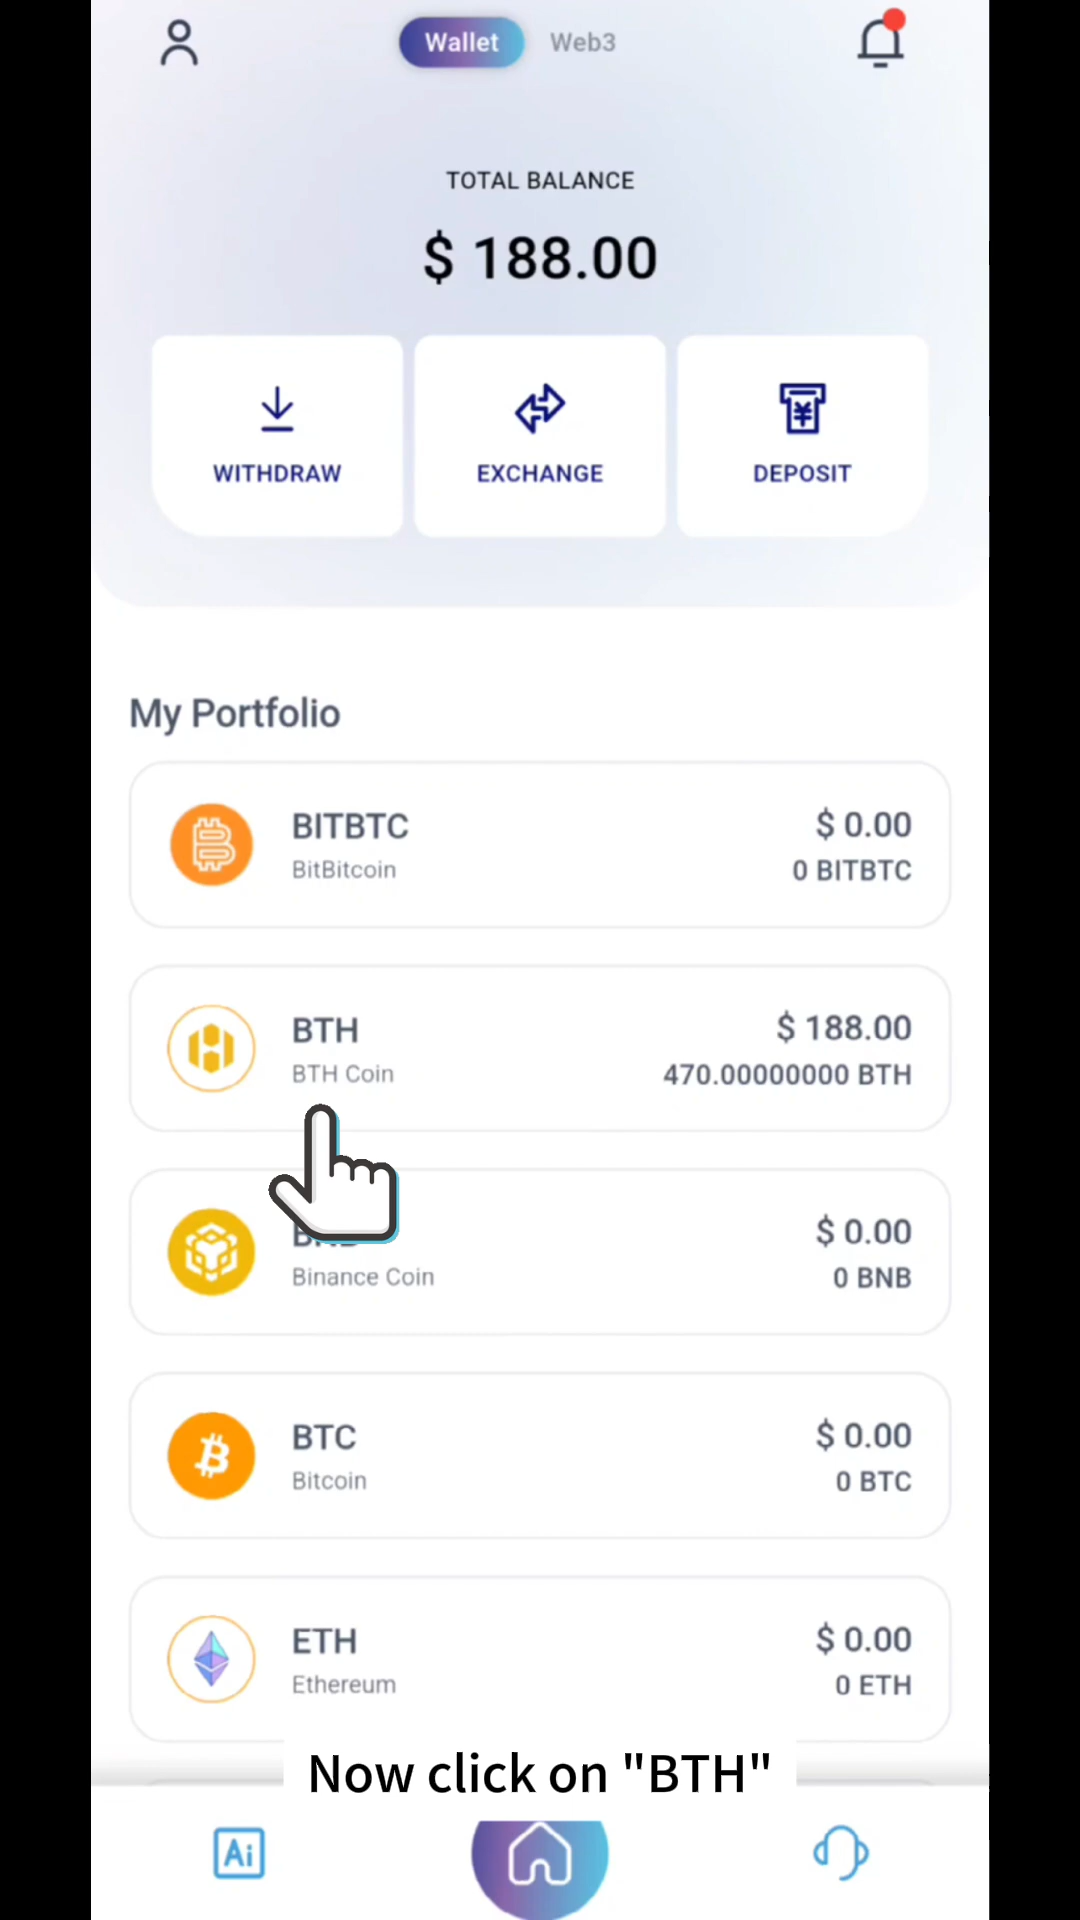 Wallet
Web3
TOTAL BALANCE
$ 188.00
WITHDRAW
EXCHANGE
DEPOSIT
My Portfolio
BITBTC
$ 0.00
BitBitcoin
0 BITBTC
BTH
$ 188.00
BTH Coin
470.00000000 BTH
$ 0.00
Binance Coin
0 BNB
BTC
$ 0.00
Bitcoin
0 BTC
ETH
$ 0.00
Ethereum
0 ETH
Now click on "BTH"
Ai